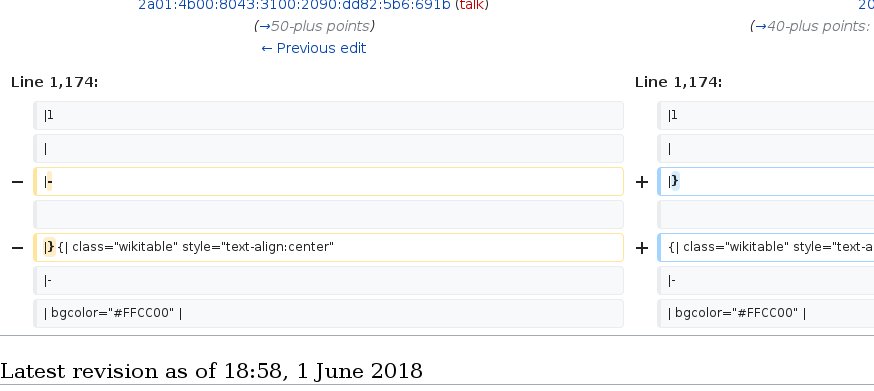 2a01:4b00:8043:3100:2090:dd82:5b6:691b (talk)
20
(→50-plus points)
(→40-plus points:
← Previous edit
Line 1,174:
Line 1,174:
|1
|1
|
|
− |-
+ |}
− |}{| class="wikitable" style="text-align:center"
+ {| class="wikitable" style="text-a
|-
|-
| bgcolor="#FFCC00" |
| bgcolor="#FFCC00" |
Latest revision as of 18:58, 1 June 2018